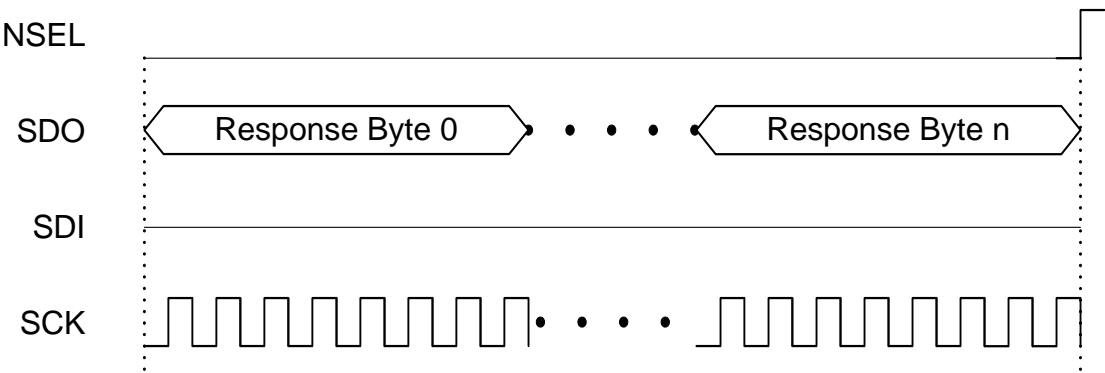 NSEL
SDO
Response Byte 0
Response Byte n
SDI
SCK